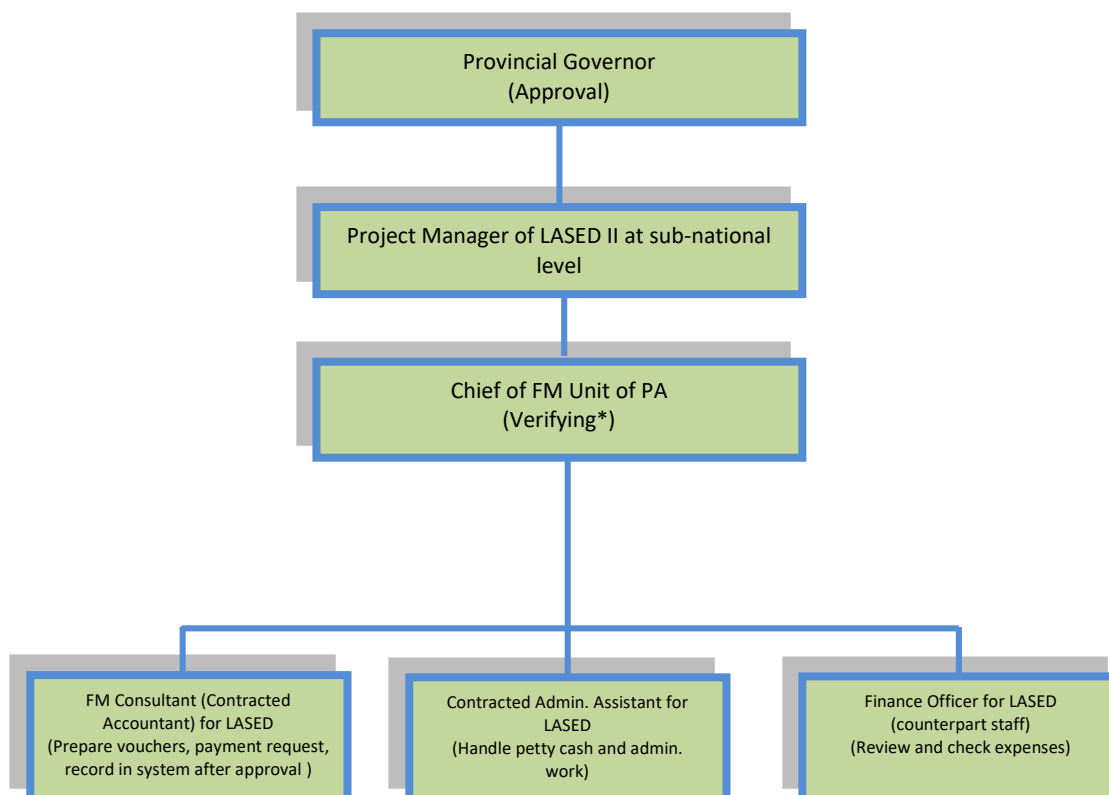 Provincial Governor
(Approval)
Project Manager of LASED II at sub-national
level
Chief of FM Unit of PA
(Verifying*)
FM Consultant (Contracted
Accountant) for LASED
(Prepare vouchers, payment request,
record in system after approval )
Contracted Admin. Assistant for
LASED
(Handle petty cash and admin.
work)
Finance Officer for LASED
(counterpart staff)
(Review and check expenses)